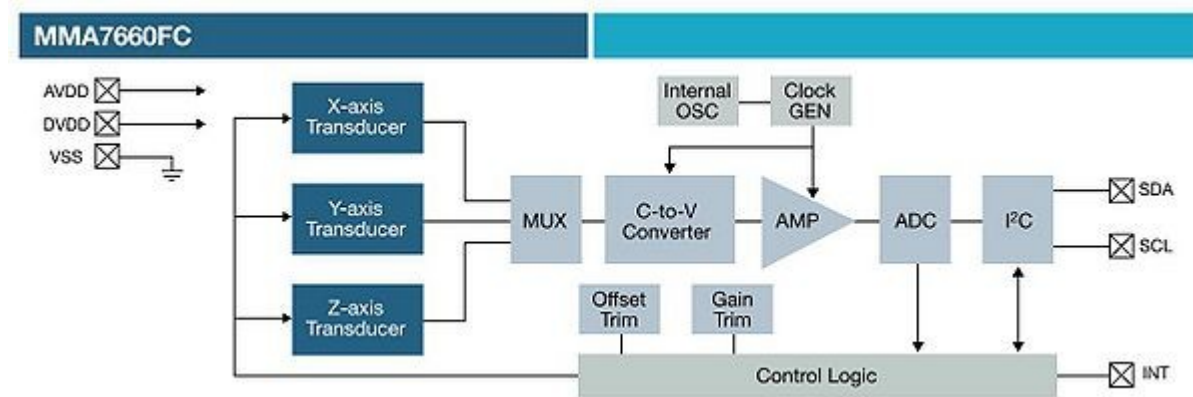 MMA7660FC
AVDD
DVDD
VSS
X-axis
Transducer
Y-axis
Transducer
Z-axis
Transducer
MUX
Internal
OSC
Clock
GEN
C-to-V
Converter
AMP
ADC
I²C
SDA
SCL
Offset
Trim
Gain
Trim
Control Logic
INT